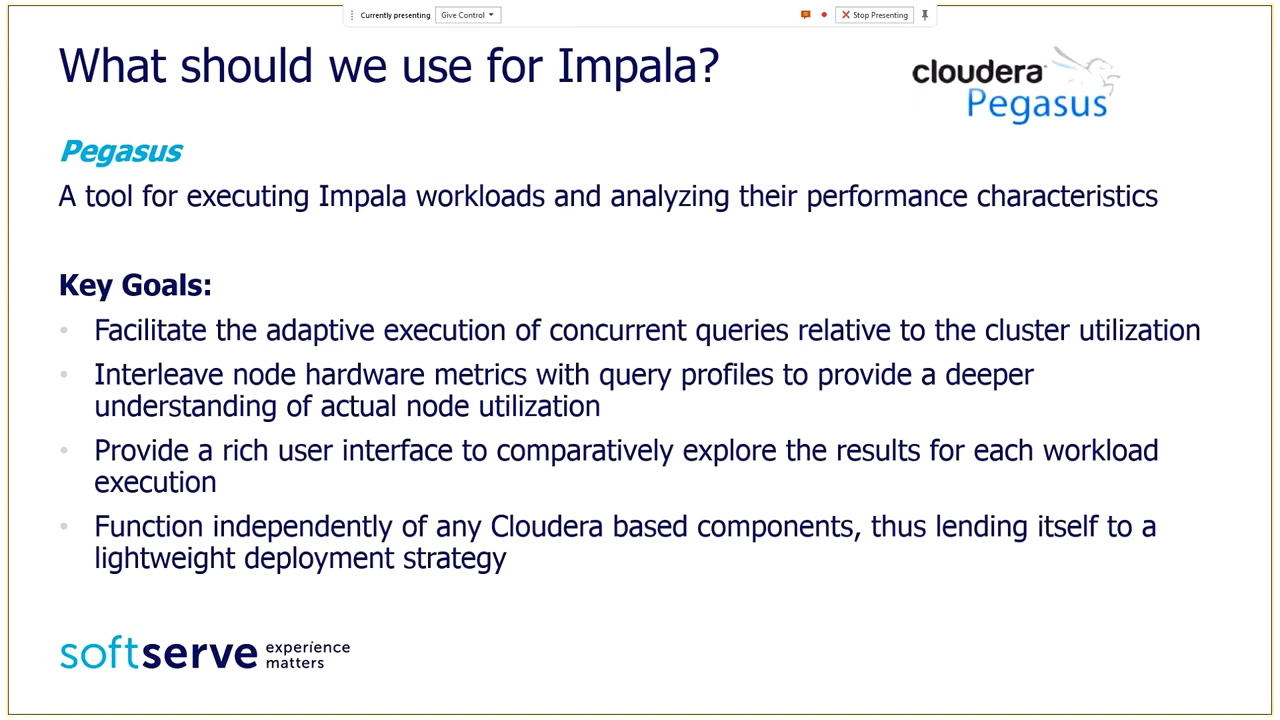 Currently presenting Give Control Stop Presenting
What should we use for Impala?
cloudera
Pegasus
Pegasus
A tool for executing Impala workloads and analyzing their performance characteristics
Key Goals:
• Facilitate the adaptive execution of concurrent queries relative to the cluster utilization
• Interleave node hardware metrics with query profiles to provide a deeper
understanding of actual node utilization
• Provide a rich user interface to comparatively explore the results for each workload
execution
• Function independently of any Cloudera based components, thus lending itself to a
lightweight deployment strategy
softserve experience
matters